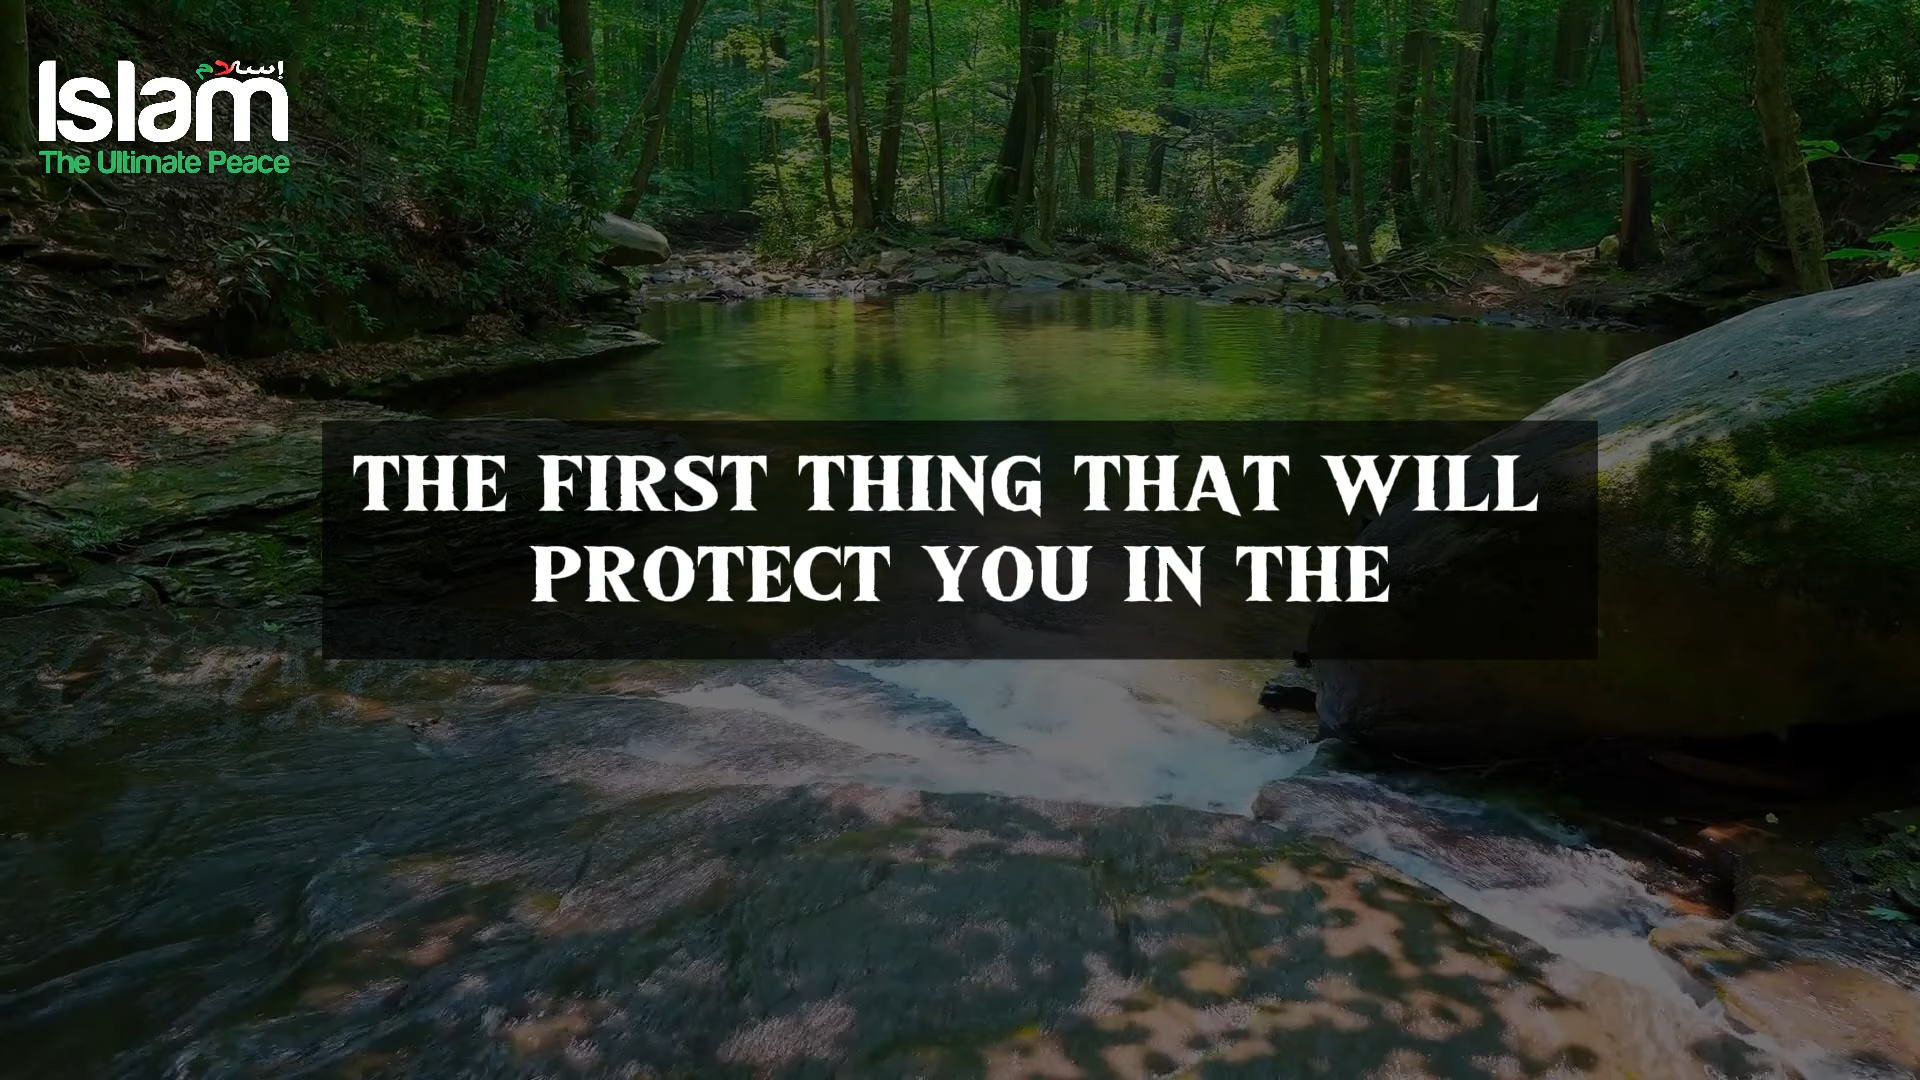 إسلام
Islam
The Ultimate Peace
THE FIRST THING THAT WILL
PROTECT YOU IN THE